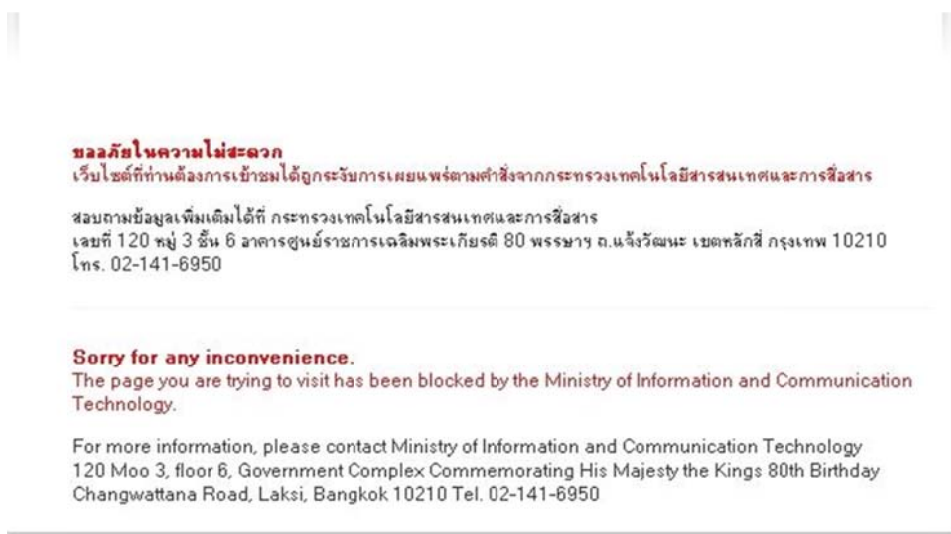 ขออภัยในความไม่สะดวก
เว็บไซต์ที่ท่านต้องการเข้าชมได้ถูกระงับการเผยแพร่ตามคำสั่งจากกระทรวงเทคโนโลยีสารสนเทศและการสื่อสาร
สอบถามข้อมูลเพิ่มเติมได้ที่ กระทรวงเทคโนโลยีสารสนเทศและการสื่อสาร
เลขที่ 120 หมู่ 3 ชั้น 6 อาคารศูนย์ราชการเฉลิมพระเกียรติ 80 พรรษาฯ ถ.แจ้งวัฒนะ เขตหลักสี่ กรุงเทพ 10210
โทร. 02-141-6950
Sorry for any inconvenience.
The page you are trying to visit has been blocked by the Ministry of Information and Communication
Technology.
For more information, please contact Ministry of Information and Communication Technology
120 Moo 3, floor 6, Government Complex Commemorating His Majesty the Kings 80th Birthday
Changwattana Road, Laksi, Bangkok 10210 Tel. 02-141-6950